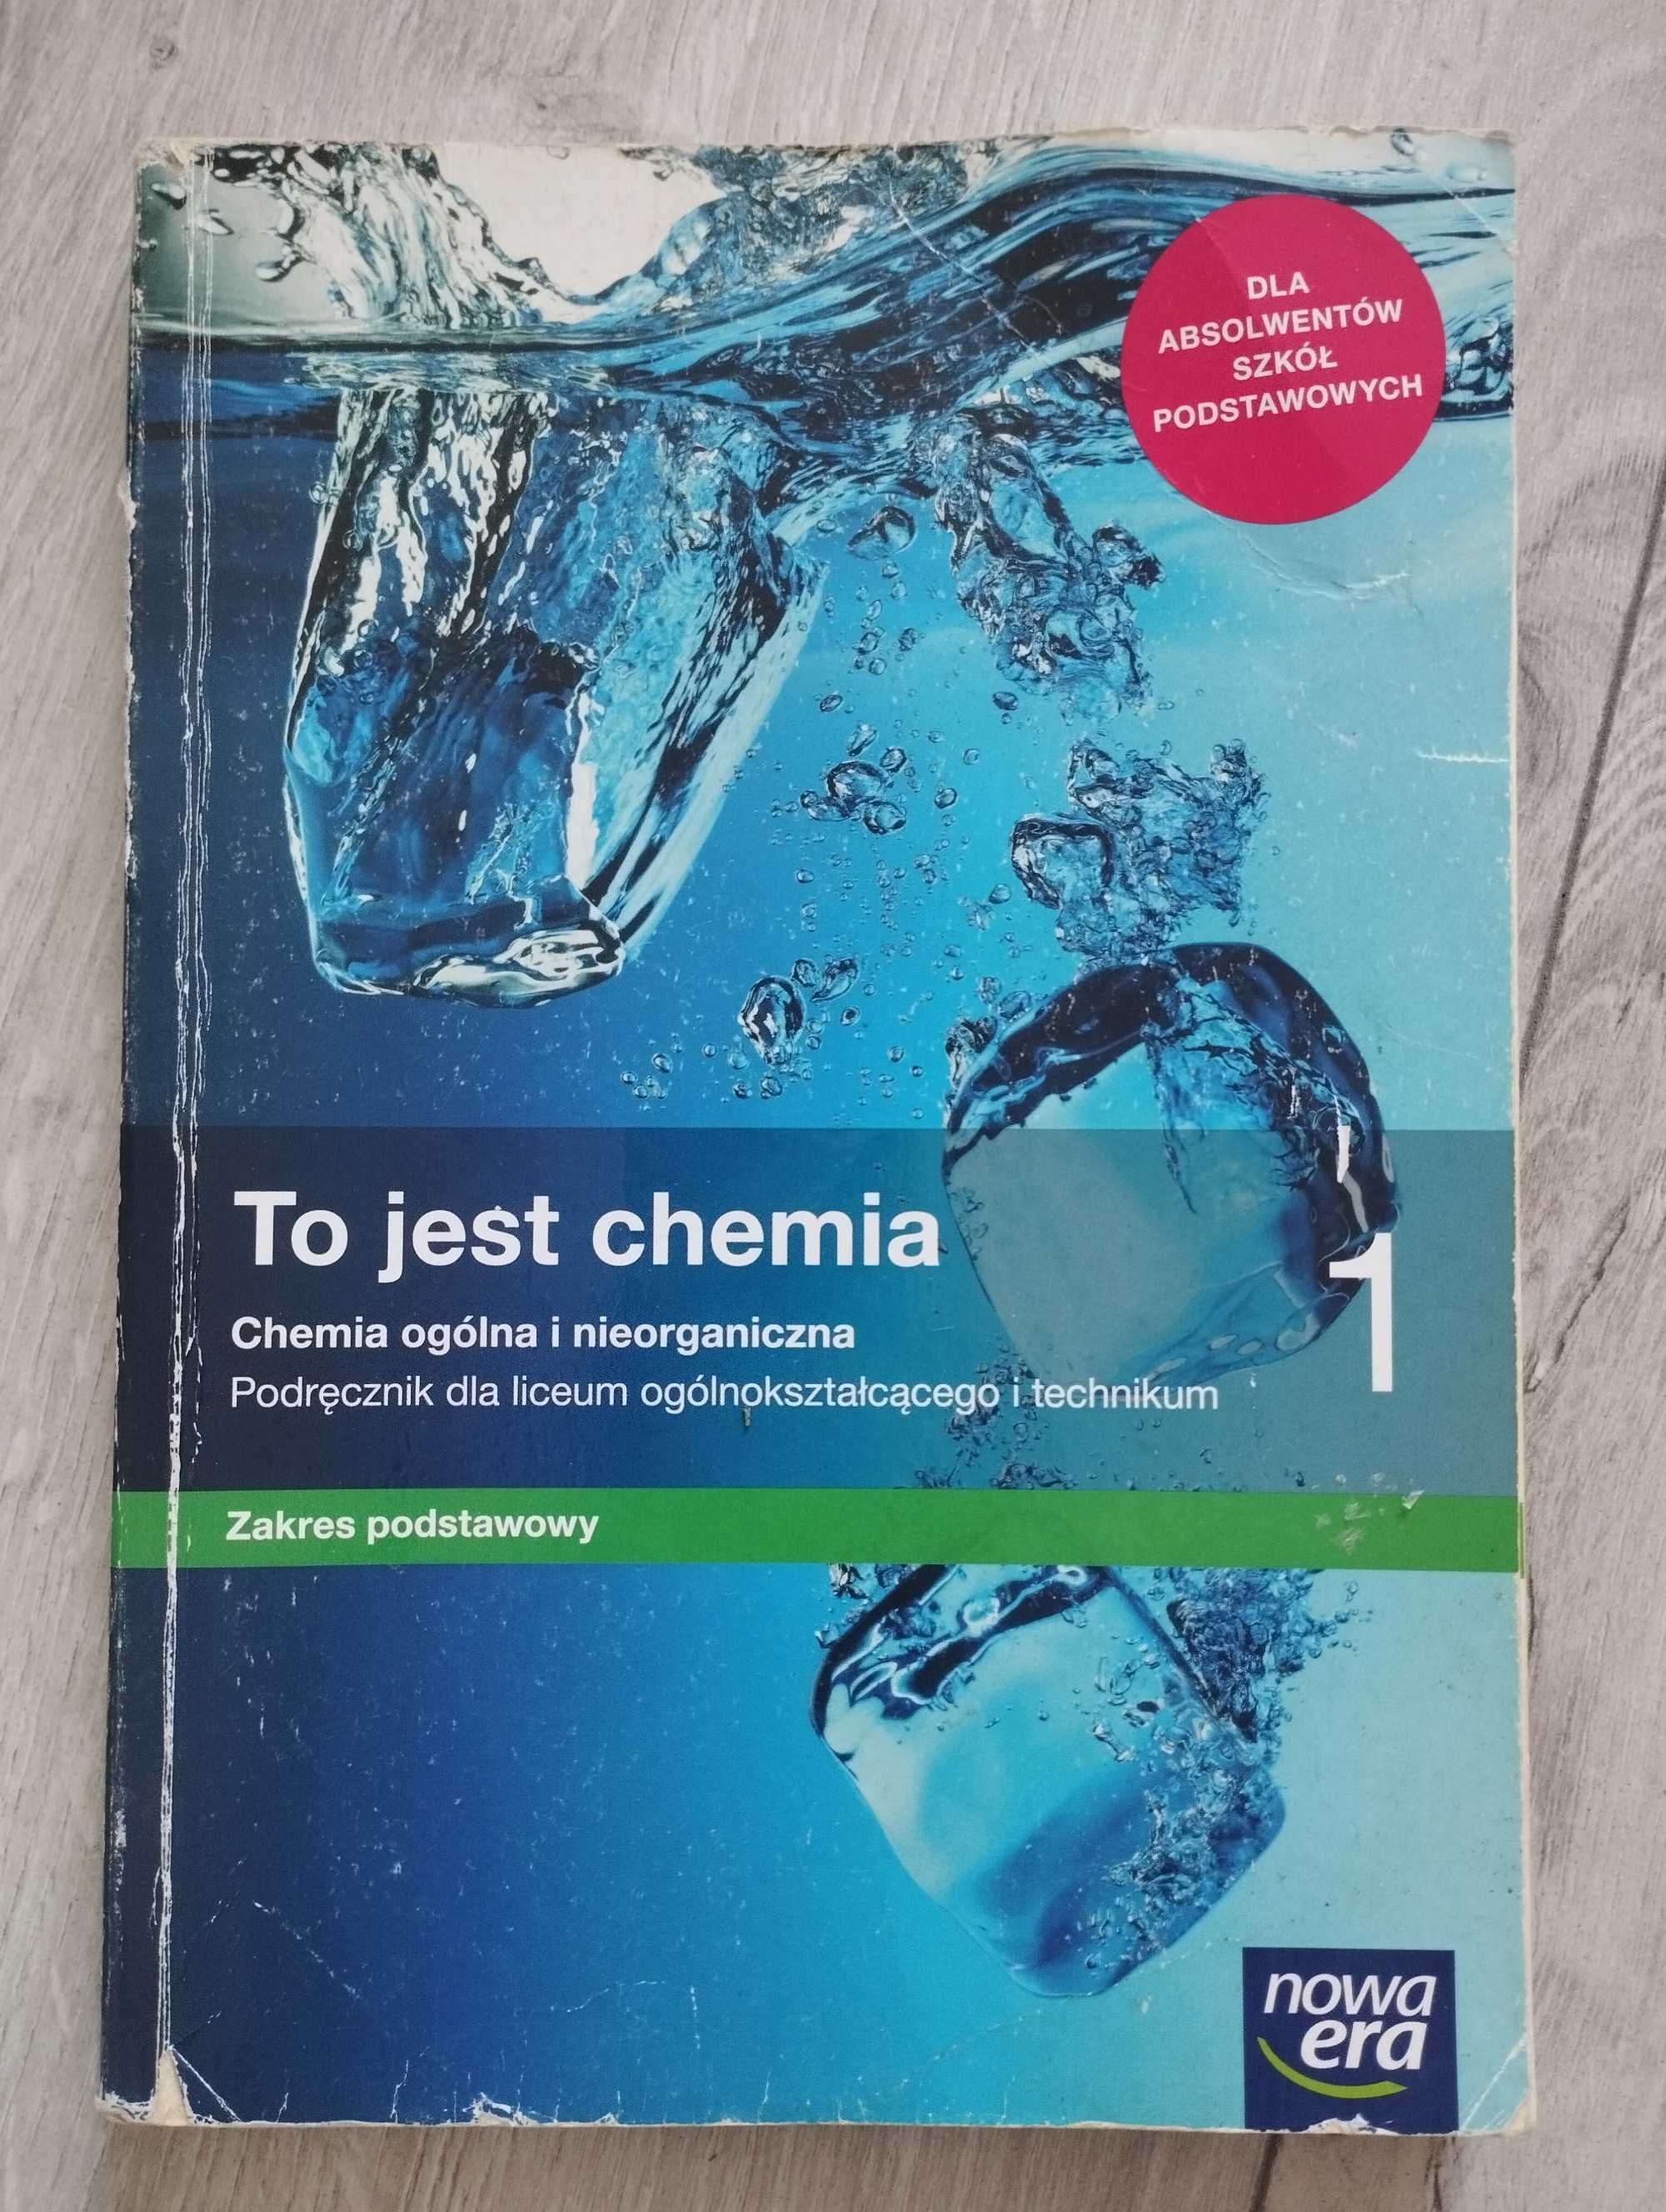 DLA
ABSOLWENTÓW
SZKÓŁ
PODSTAWOWYCH
To jest chemia
1
Chemia ogólna i nieorganiczna
Podręcznik dla liceum ogólnokształcącego i technikum
Zakres podstawowy
nowa
era